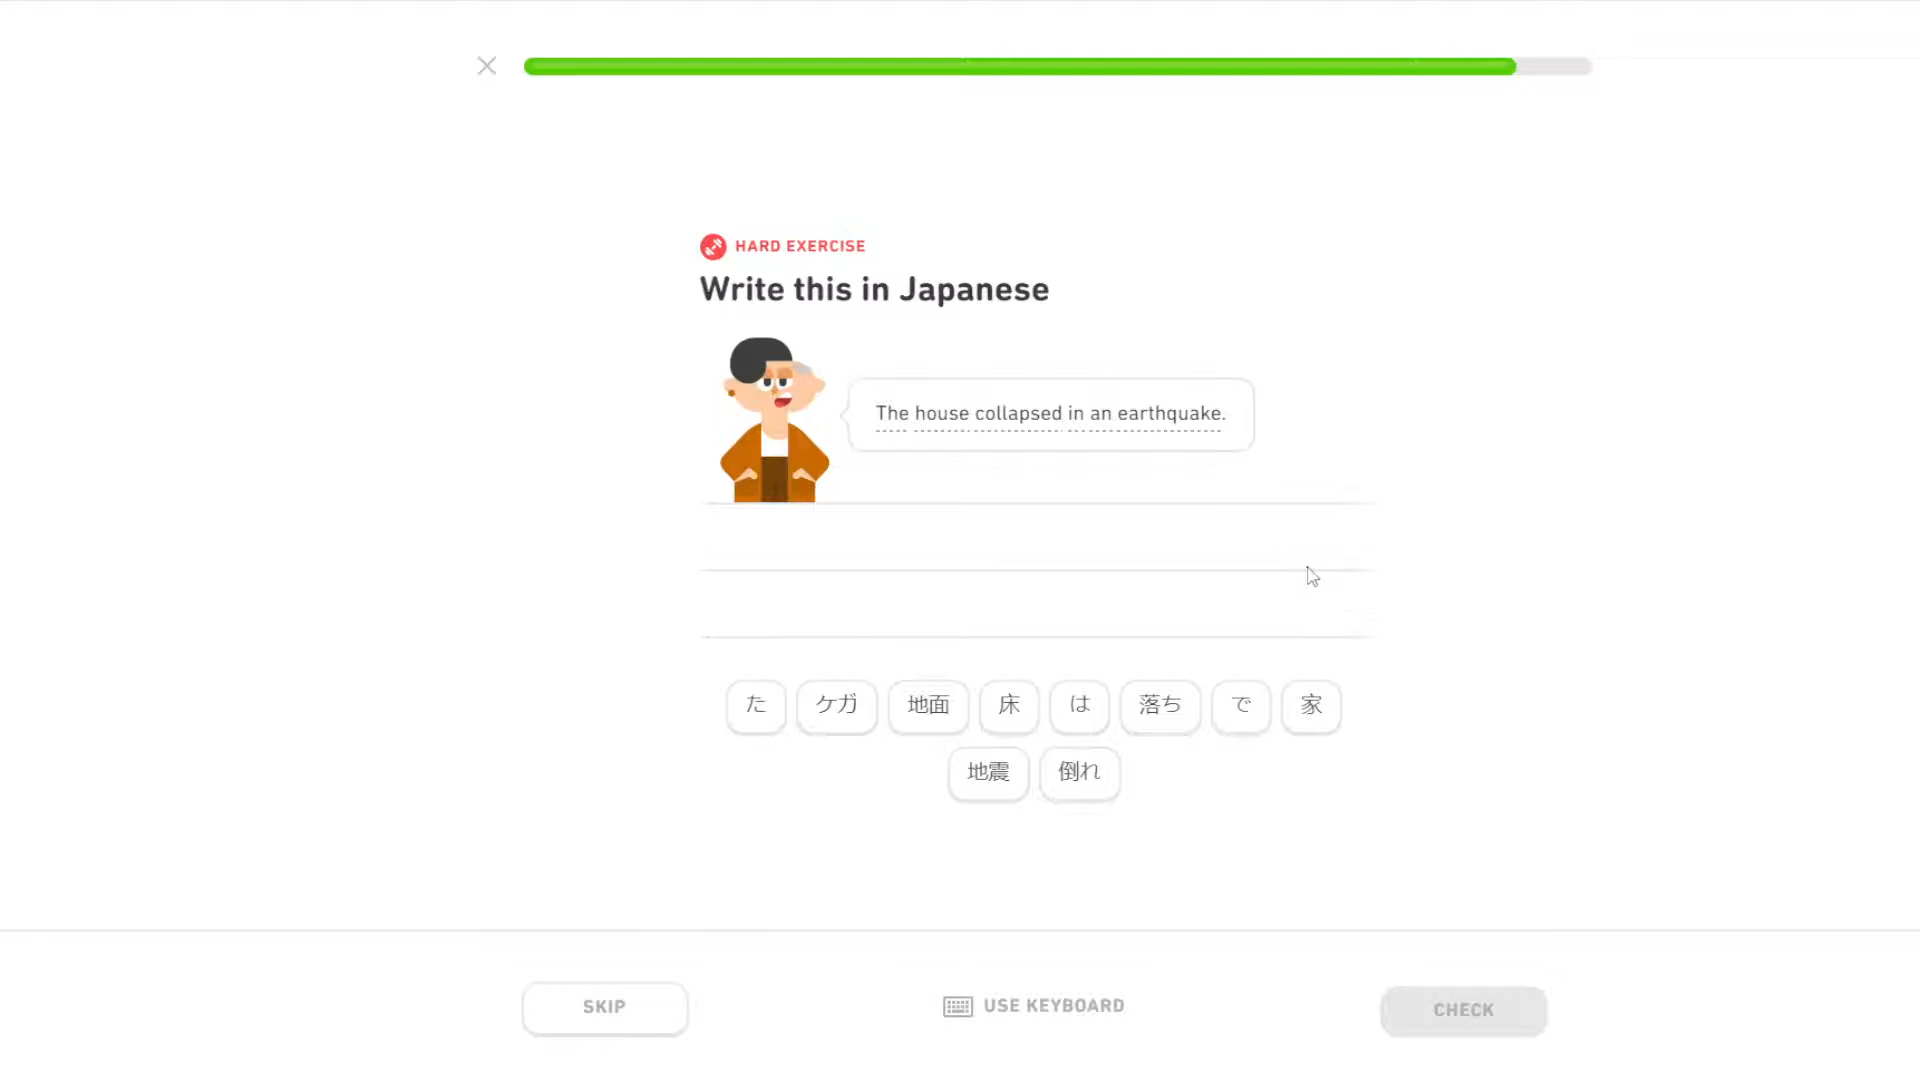 HARD EXERCISE
Write this in Japanese
The house collapsed in an earthquake.
た ケガ 地面 床 は 落ち で 家
地震 倒れ
SKIP USE KEYBOARD CHECK